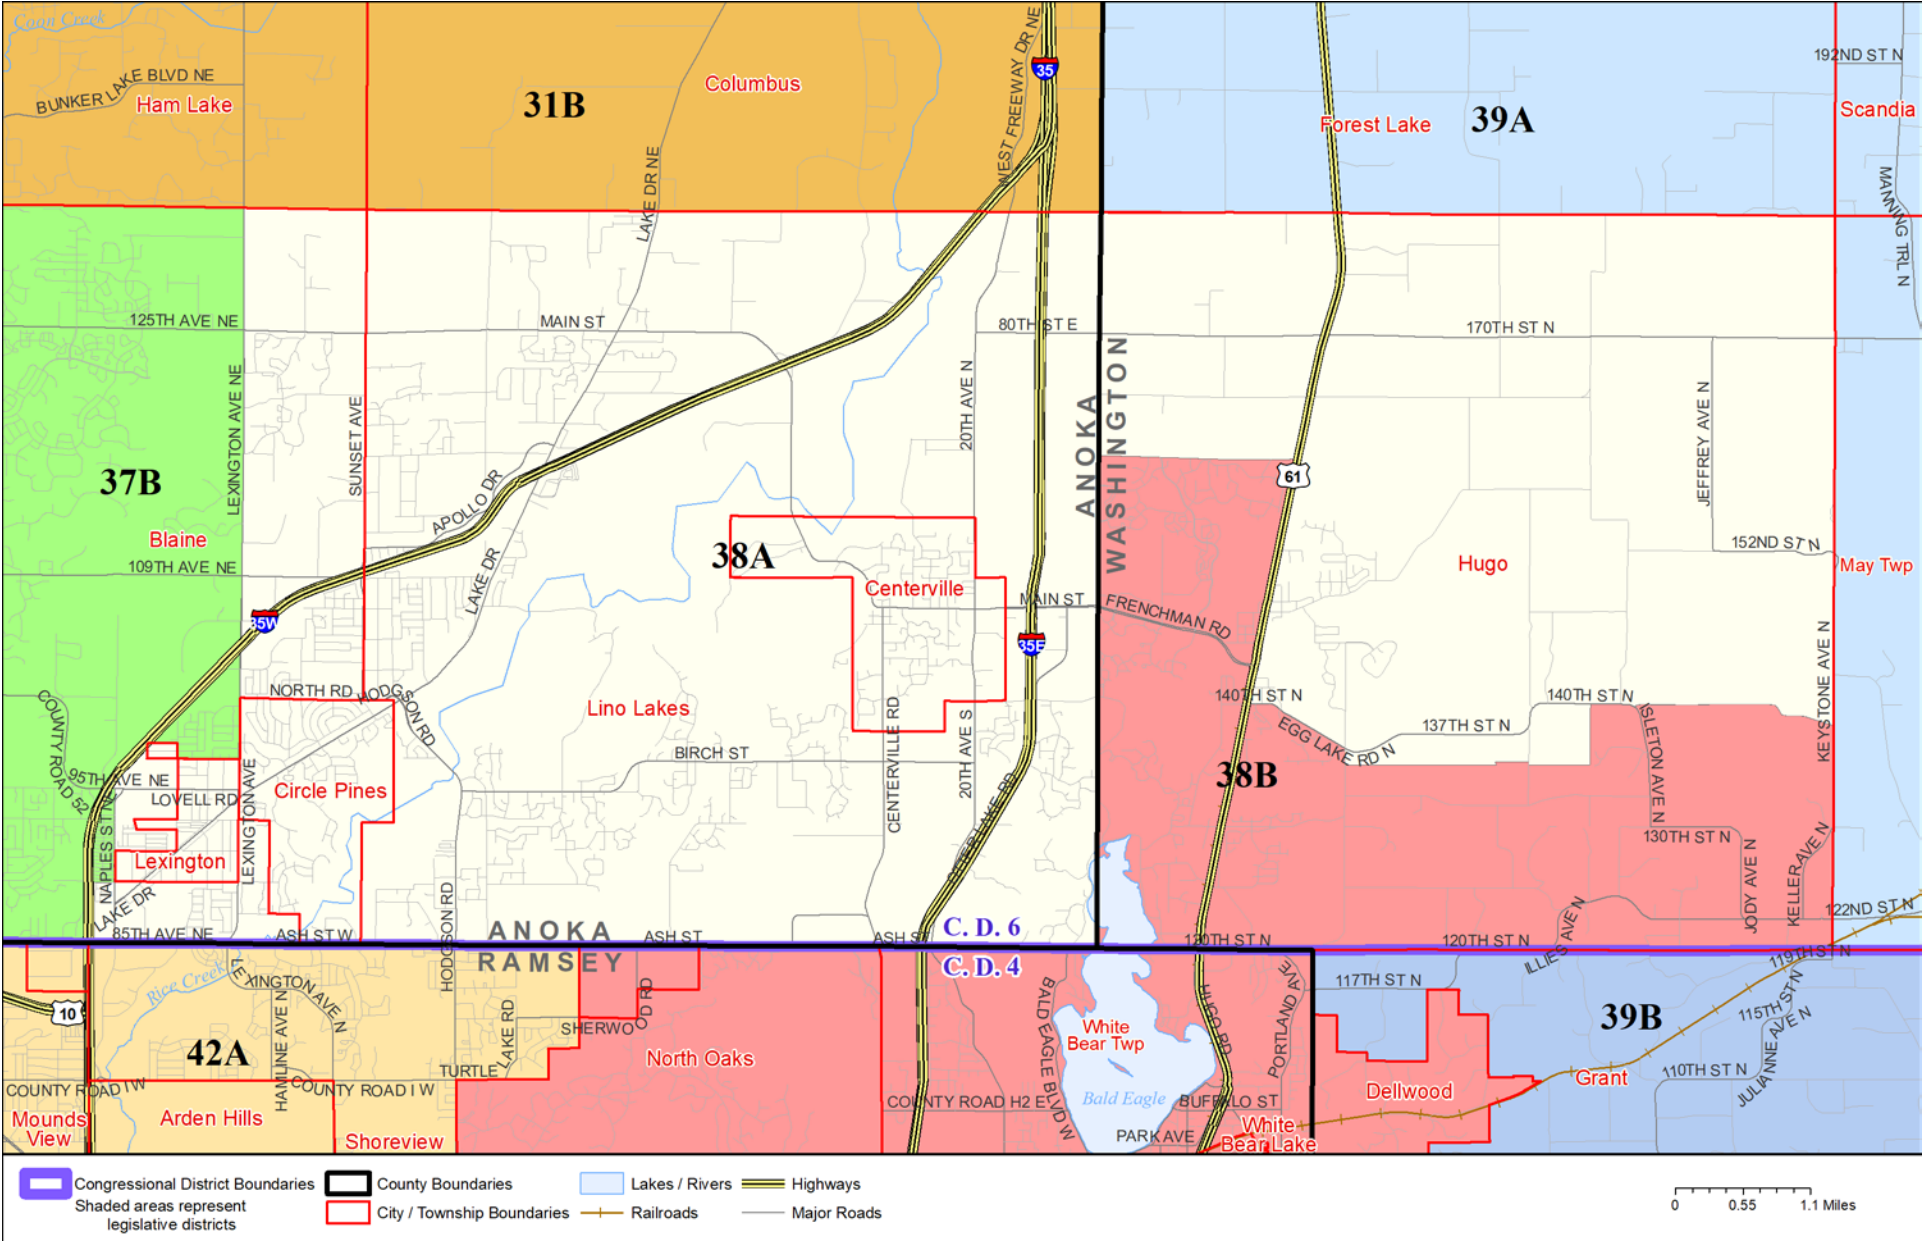 Coon Creek
BUNKER LAKE BLVD NE
Ham Lake
31B
Columbus
LAKE DR NE
WEST FREEWAY DR NE
35
Forest Lake
39A
192ND ST N
Scandia
MANNING TRL N
125TH AVE NE
MAIN ST
80TH ST E
170TH ST N
LEXINGTON AVE NE
SUNSET AVE
20TH AVE N
ANOKA
WASHINGTON
JEFFREY AVE N
37B
Blaine
109TH AVE NE
APOLLO DR
LAKE DR
38A
Centerville
MAIN ST
FRENCHMAN RD
61
Hugo
152ND ST N
May Twp
35W
35E
NORTH RD
HODGSON RD
Lino Lakes
140TH ST N
EGG LAKE RD N
137TH ST N
140TH ST N
ISLETON AVE N
KEYSTONE AVE N
COUNTY ROAD 52
95TH AVE NE
LOVELL RD
LEXINGTON AVE
Circle Pines
BIRCH ST
CENTERVILLE RD
20TH AVE S
OTTER LAKE RD
38B
130TH ST N
JODY AVE N
KELLER AVE N
NAPLES ST NE
Lexington
LAKE DR
85TH AVE NE
ASH ST W
HODGSON RD
ANOKA
RAMSEY
ASH ST
ASH ST
C. D. 6
C. D. 4
120TH ST N
120TH ST N
ILLIES AVE N
122ND ST N
119TH ST N
Rice Creek
LEXINGTON AVE N
HAMLINE AVE N
10
42A
LAKE RD
SHERWOOD RD
North Oaks
TURTLE
COUNTY ROAD I W
COUNTY ROAD I W
Mounds
View
Arden Hills
Shoreview
BALD EAGLE BLVD W
White
Bear Twp
HUGO RD
PORTLAND AVE
117TH ST N
39B
115TH ST N
JULIANNE AVE N
110TH ST N
Grant
Dellwood
COUNTY ROAD H2 E
Bald Eagle
BUFFALO ST
PARK AVE
White
Bear Lake
Congressional District Boundaries
Shaded areas represent
legislative districts
County Boundaries
City / Township Boundaries
Lakes / Rivers
Railroads
Highways
Major Roads
0 0.55 1.1 Miles